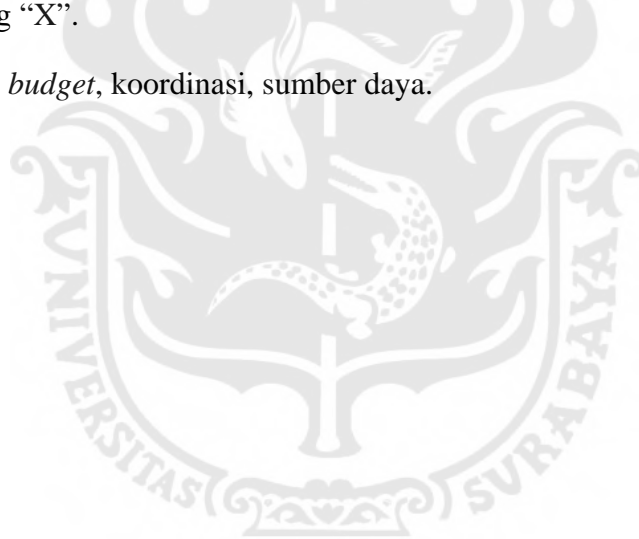 g “X”.
budget, koordinasi, sumber daya.
UNIVERSITAS SURABAYA